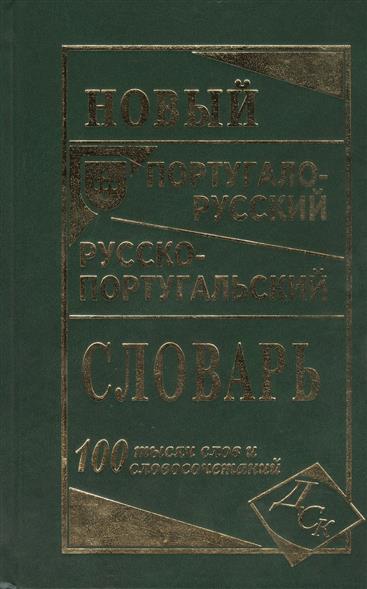 НОВЫЙ
ПОРТУГАЛО-
РУССКИЙ
РУССКО-
ПОРТУГАЛЬСКИЙ
СЛОВАРЬ
100 тысяч слов и
словосочетаний
ДСК